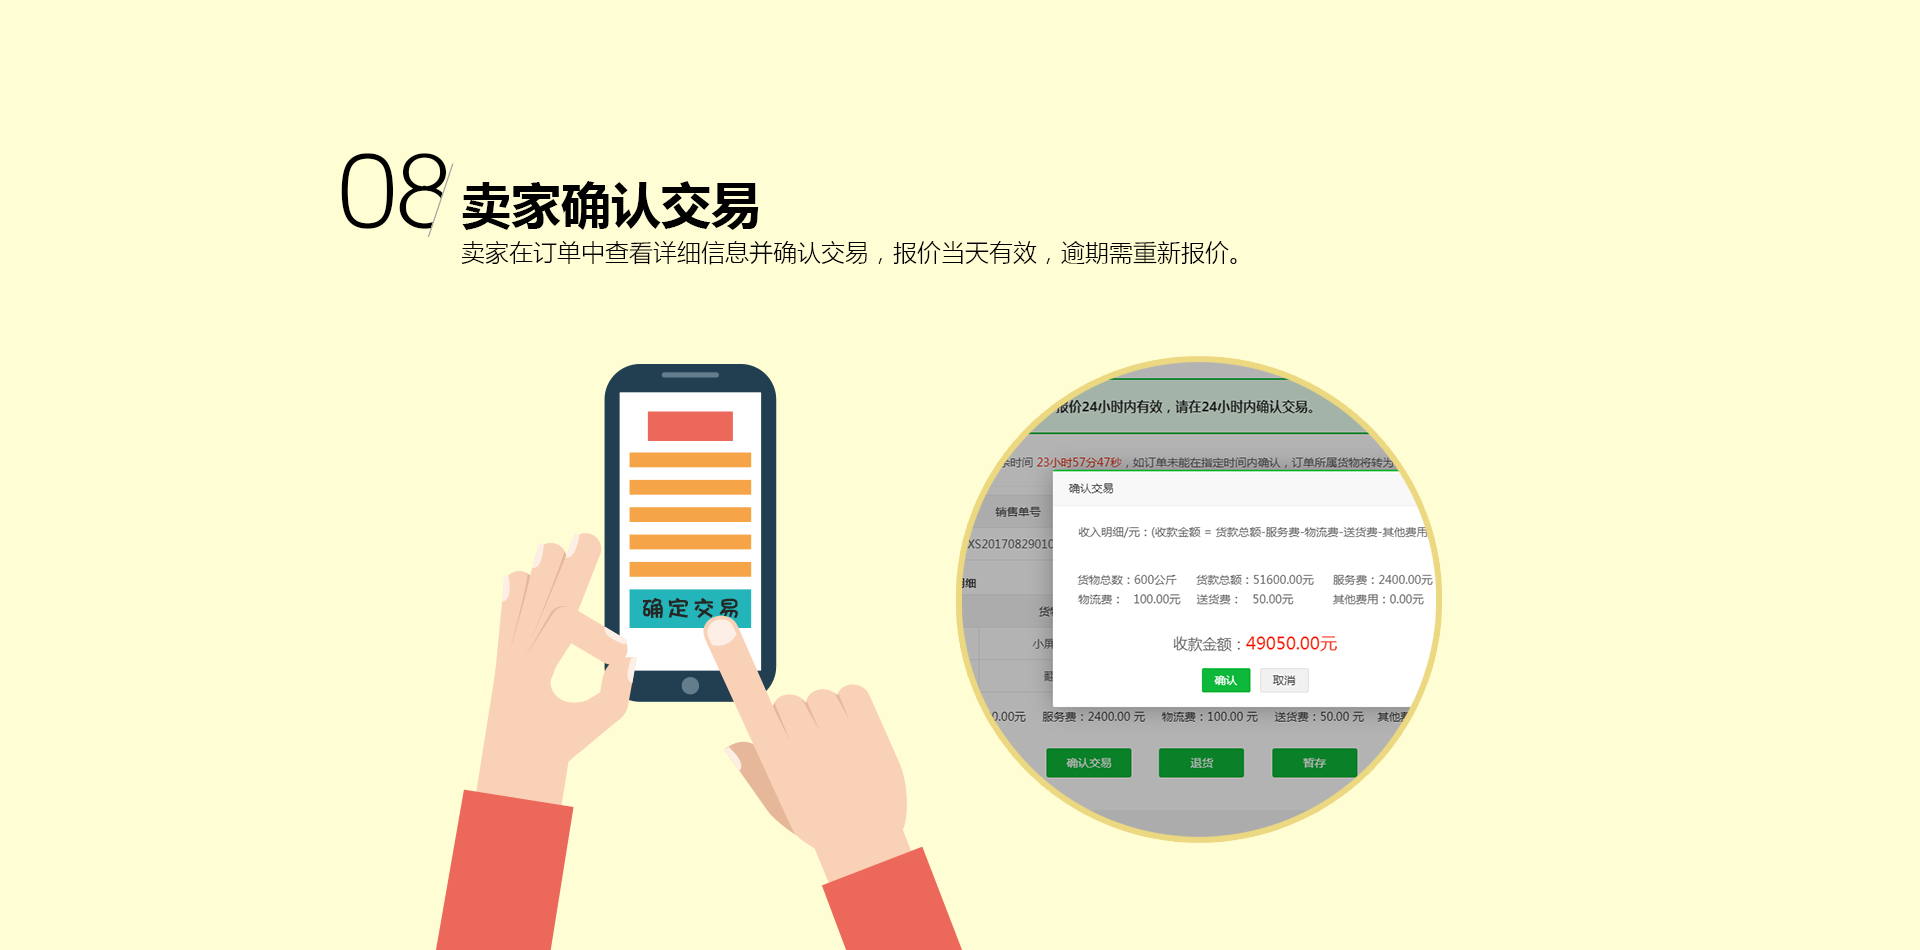 08
卖家确认交易
卖家在订单中查看详细信息并确认交易，报价当天有效，逾期需重新报价。
确定交易
报价24小时内有效，请在24小时内确认交易。
时间 23小时57分47秒，如订单未能在指定时间内确认，订单所属货物将转为
确认交易
销售单号
收入明细/元：(收款金额 = 货款总额-服务费-物流费-送货费-其他费用
XS2017082901
细
货物总数：600公斤 货款总额：51600.00元 服务费：2400.00元
物流费： 100.00元 送货费： 50.00元 其他费用：0.00元
小屏
收款金额：49050.00元
确认 取消
0.00元 服务费：2400.00 元 物流费：100.00 元 送货费：50.00 元 其他
确认交易 退货 暂存